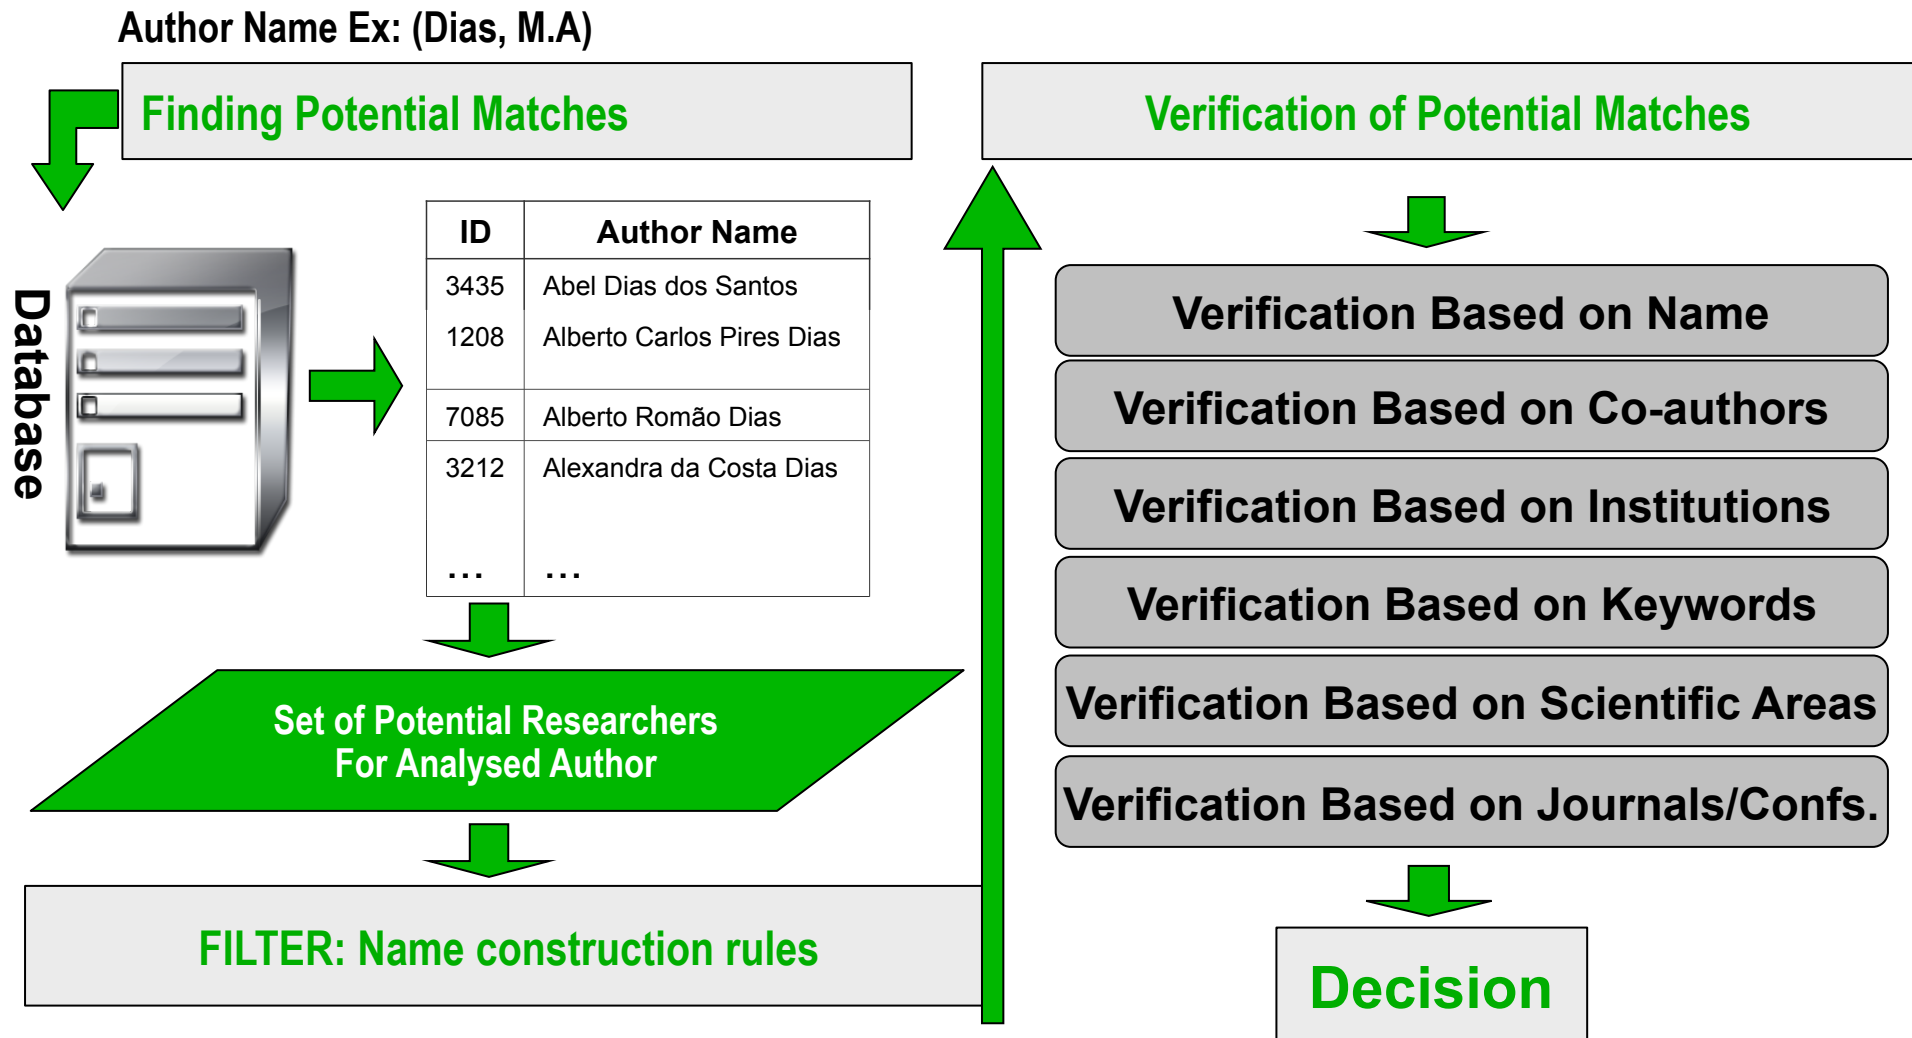 Author Name Ex: (Dias, M.A)
Finding Potential Matches
Database
ID Author Name
3435 Abel Dias dos Santos
1208 Alberto Carlos Pires Dias
7085 Alberto Romão Dias
3212 Alexandra da Costa Dias
... ...
Set of Potential Researchers
For Analysed Author
FILTER: Name construction rules
Verification of Potential Matches
Verification Based on Name
Verification Based on Co-authors
Verification Based on Institutions
Verification Based on Keywords
Verification Based on Scientific Areas
Verification Based on Journals/Confs.
Decision